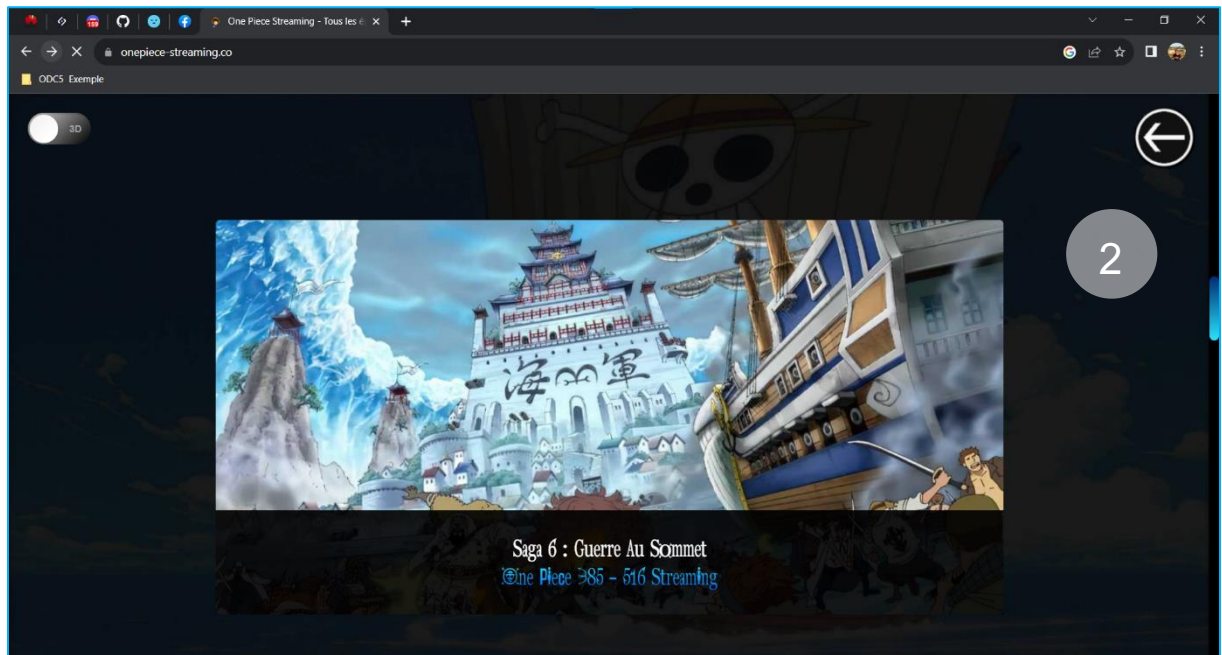 159
One Piece Streaming - Tous les é
onepiece-streaming.co
ODC5 Exemple
3D
2
海軍
Saga 6 : Guerre Au Sommet
One Piece 385 - 516 Streaming